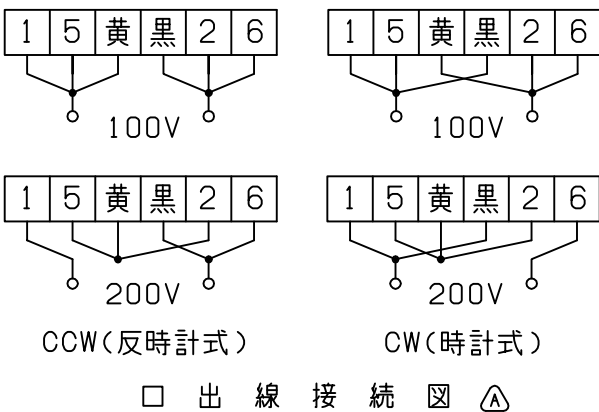 1 5 黄 黒 2 6
100V
1 5 黄 黒 2 6
100V
1 5 黄 黒 2 6
200V
1 5 黄 黒 2 6
200V
CCW(反時計式)
CW(時計式)
□ 出 線 接 続 図 A